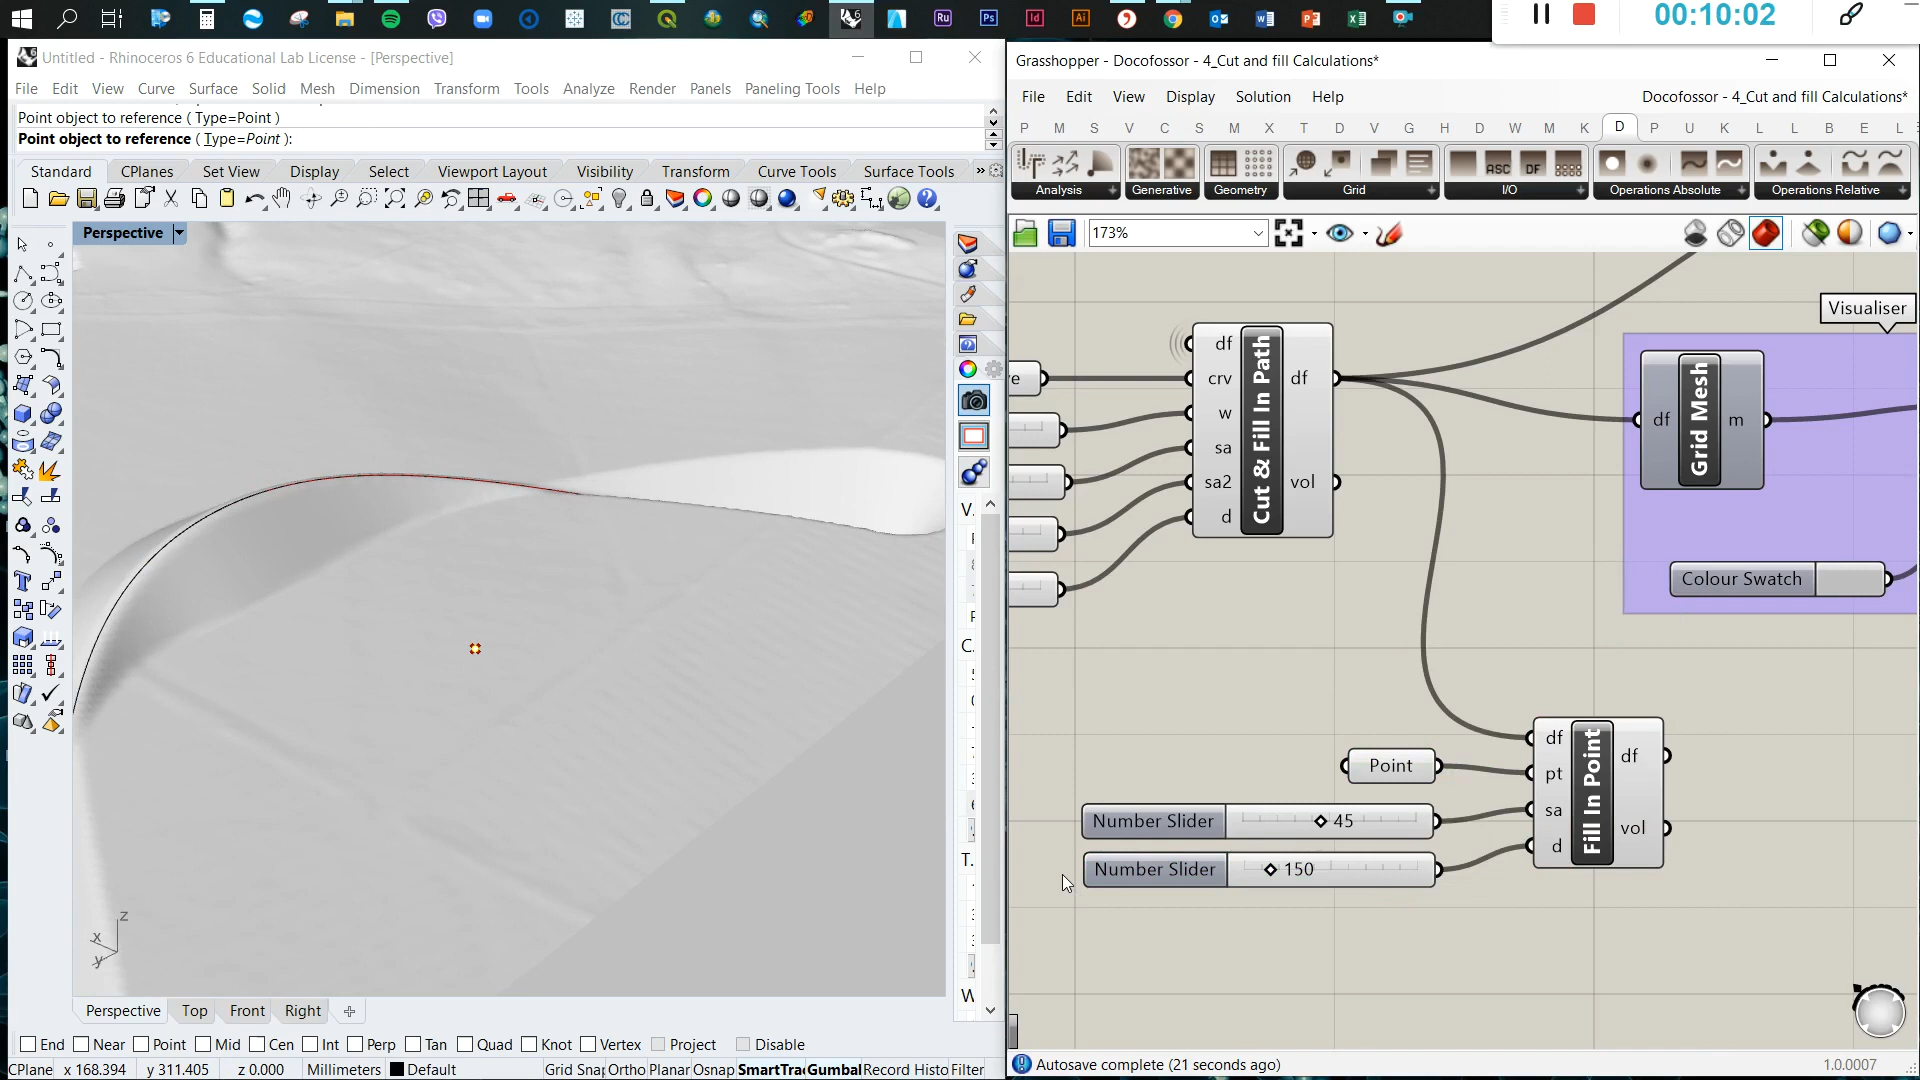 00:10:02
Untitled - Rhinoceros 6 Educational Lab License - [Perspective]
File Edit View Curve Surface Solid Mesh Dimension Transform Tools Analyze Render Panels Paneling Tools Help
Point object to reference ( Type=Point )
Point object to reference ( Type=Point ):
Standard CPlanes Set View Display Select Viewport Layout Visibility Transform Curve Tools Surface Tools »
Perspective
V.
C.
T.
W
z
x
y
Perspective Top Front Right
End Near Point Mid Cen Int Perp Tan Quad Knot Vertex Project Disable
CPlane x 168.394 y 311.405 z 0.000 Millimeters Default Grid Snap Ortho Planar Osnap SmartTrac Gumbal Record Histo Filter
Grasshopper - Docofossor - 4_Cut and fill Calculations*
File Edit View Display Solution Help Docofossor - 4_Cut and fill Calculations*
P M S V C S M X T D V G H D W M K D P U K L L B E L
ASC DF
Analysis Generative Geometry Grid I/O Operations Absolute Operations Relative
173%
Visualiser
df
crv
w
sa
sa2
d
Cut & Fill In Path
df
vol
df
Grid Mesh
m
Colour Swatch
Point
Number Slider 45
Number Slider 150
df
pt
sa
d
Fill In Point
df
vol
Autosave complete (21 seconds ago) 1.0.0007
Ru Ps Id Ai